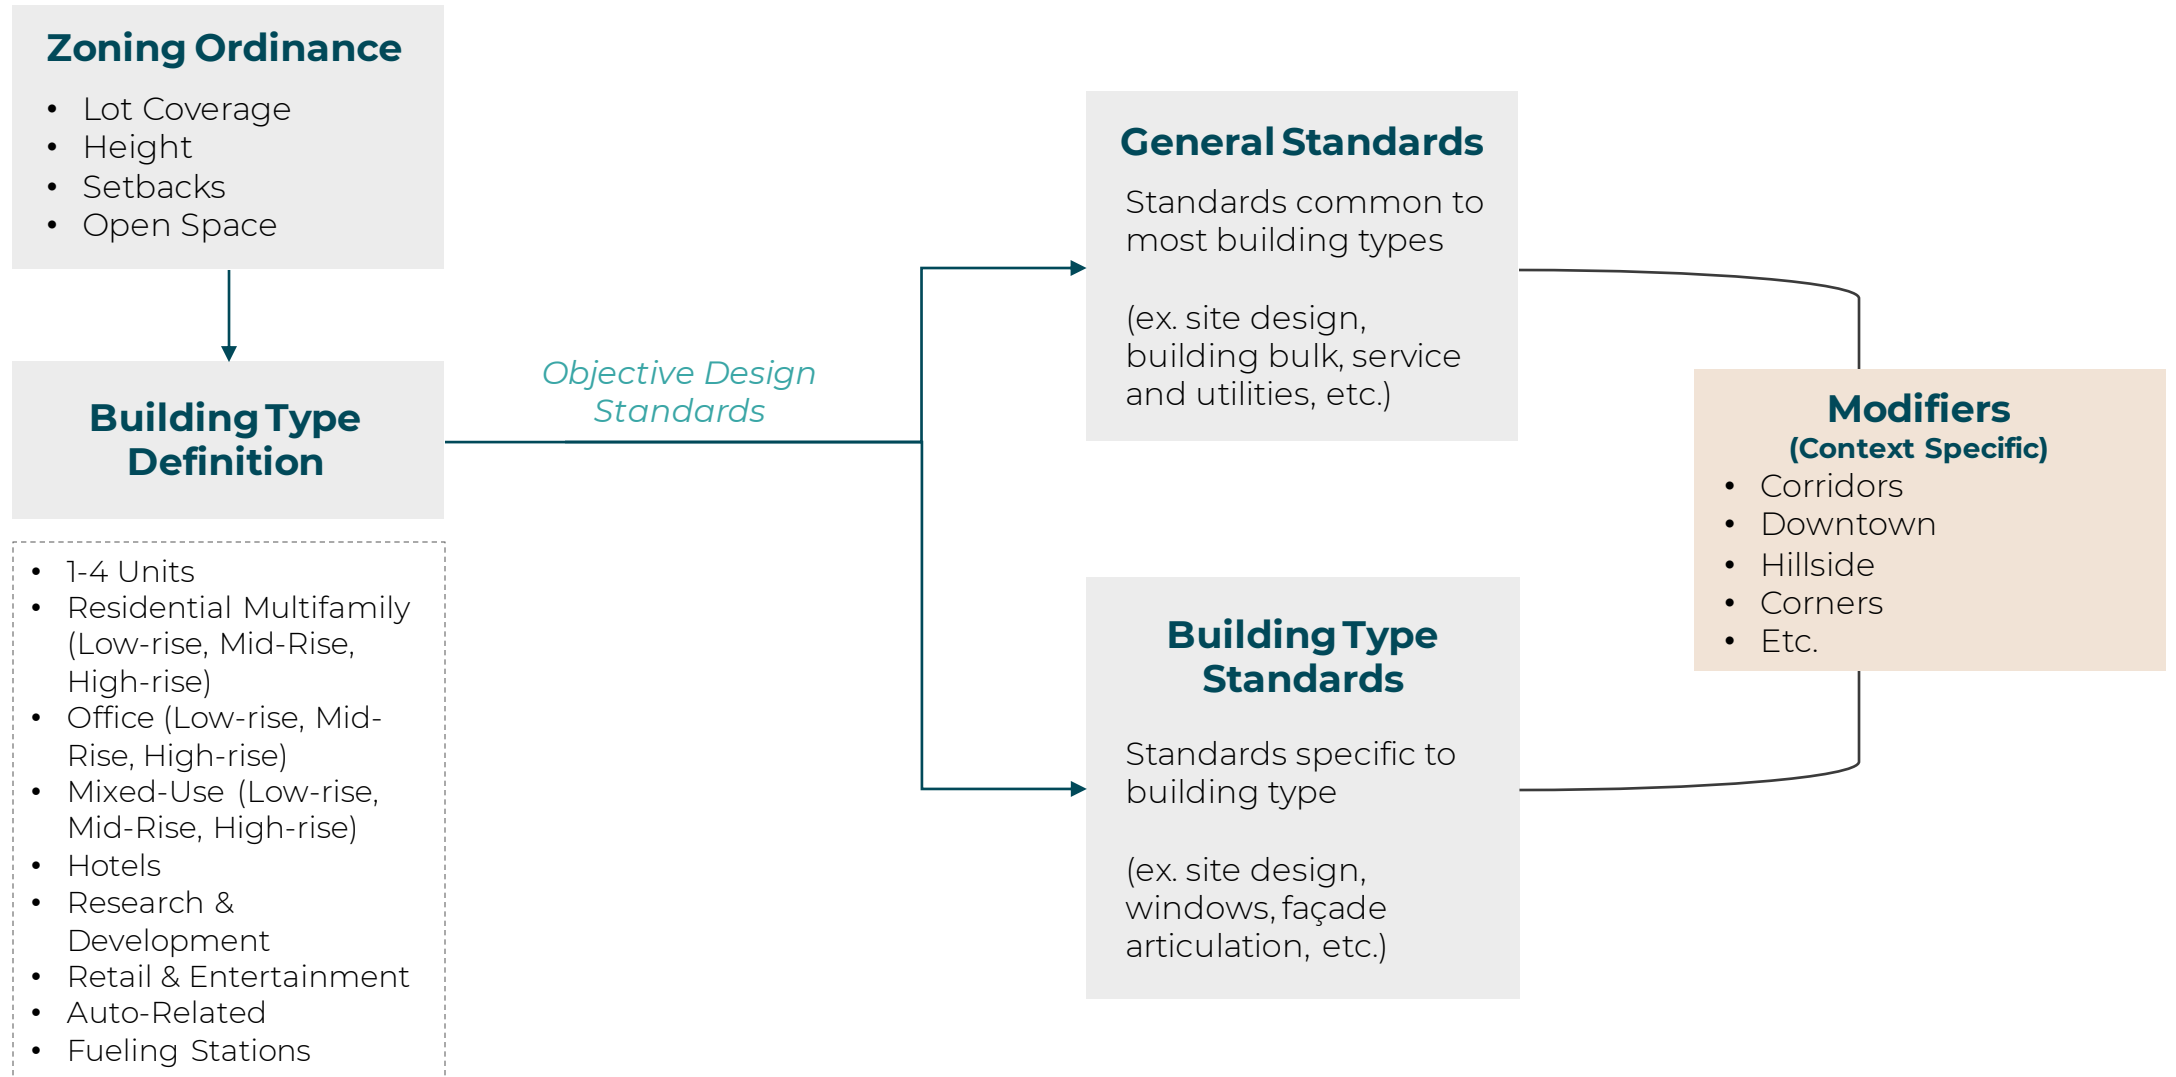 Zoning Ordinance
• Lot Coverage
• Height
• Setbacks
• Open Space
Building Type
Definition
• 1-4 Units
• Residential Multifamily
(Low-rise, Mid-Rise,
High-rise)
• Office (Low-rise, Mid-
Rise, High-rise)
• Mixed-Use (Low-rise,
Mid-Rise, High-rise)
• Hotels
• Research &
Development
• Retail & Entertainment
• Auto-Related
• Fueling Stations
Objective Design
Standards
General Standards
Standards common to
most building types
(ex. site design,
building bulk, service
and utilities, etc.)
Building Type
Standards
Standards specific to
building type
(ex. site design,
windows, façade
articulation, etc.)
Modifiers
(Context Specific)
• Corridors
• Downtown
• Hillside
• Corners
• Etc.